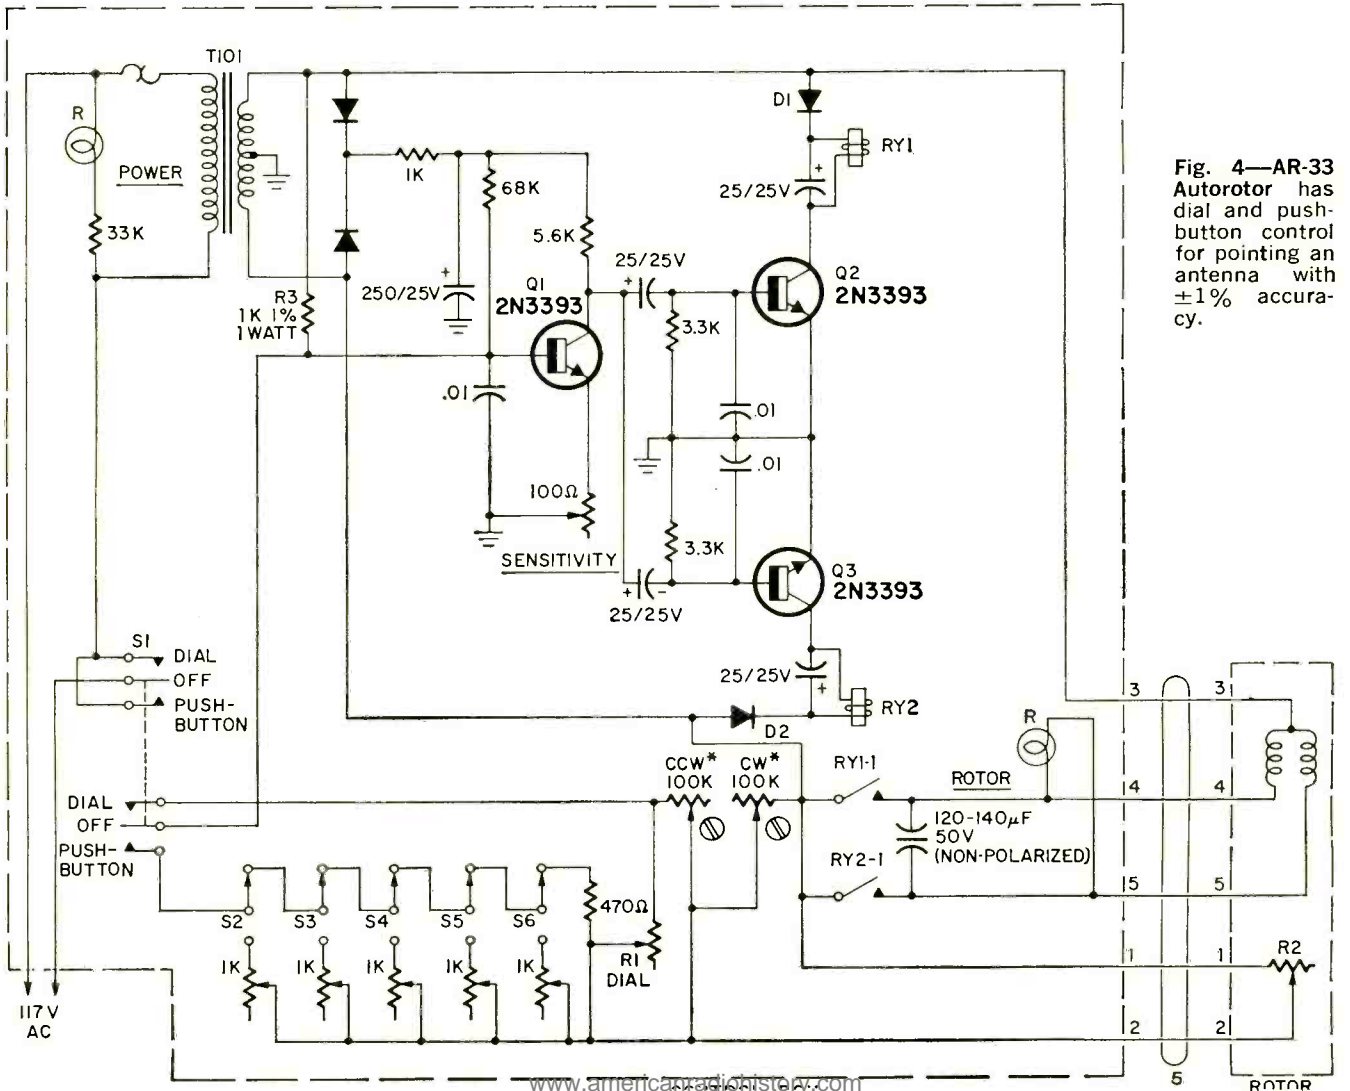 T101
R
POWER
33K
R3
1K 1%
1WATT
1K
68K
5.6K
250/25V
Q1
2N3393
.01
100Ω
SENSITIVITY
25/25V
3.3K
.01
.01
3.3K
25/25V
D1
RY1
25/25V
Q2
2N3393
Q3
2N3393
25/25V
RY2
D2
Fig. 4—AR-33
Autorotor has
dial and push-
button control
for pointing an
antenna with
±1% accura-
cy.
S1
DIAL
OFF
PUSH-
BUTTON
DIAL
OFF
PUSH-
BUTTON
CCW*
100K
CW*
100K
RY1-1
RY2-1
ROTOR
R
120-140μF
50V
(NON-POLARIZED)
S2
S3
S4
S5
S6
470Ω
1K
1K
1K
1K
1K
R1
DIAL
117V
AC
3
3
4
4
5
5
1
1
2
2
R2
5
ROTOR
www.americanradiohistory.com